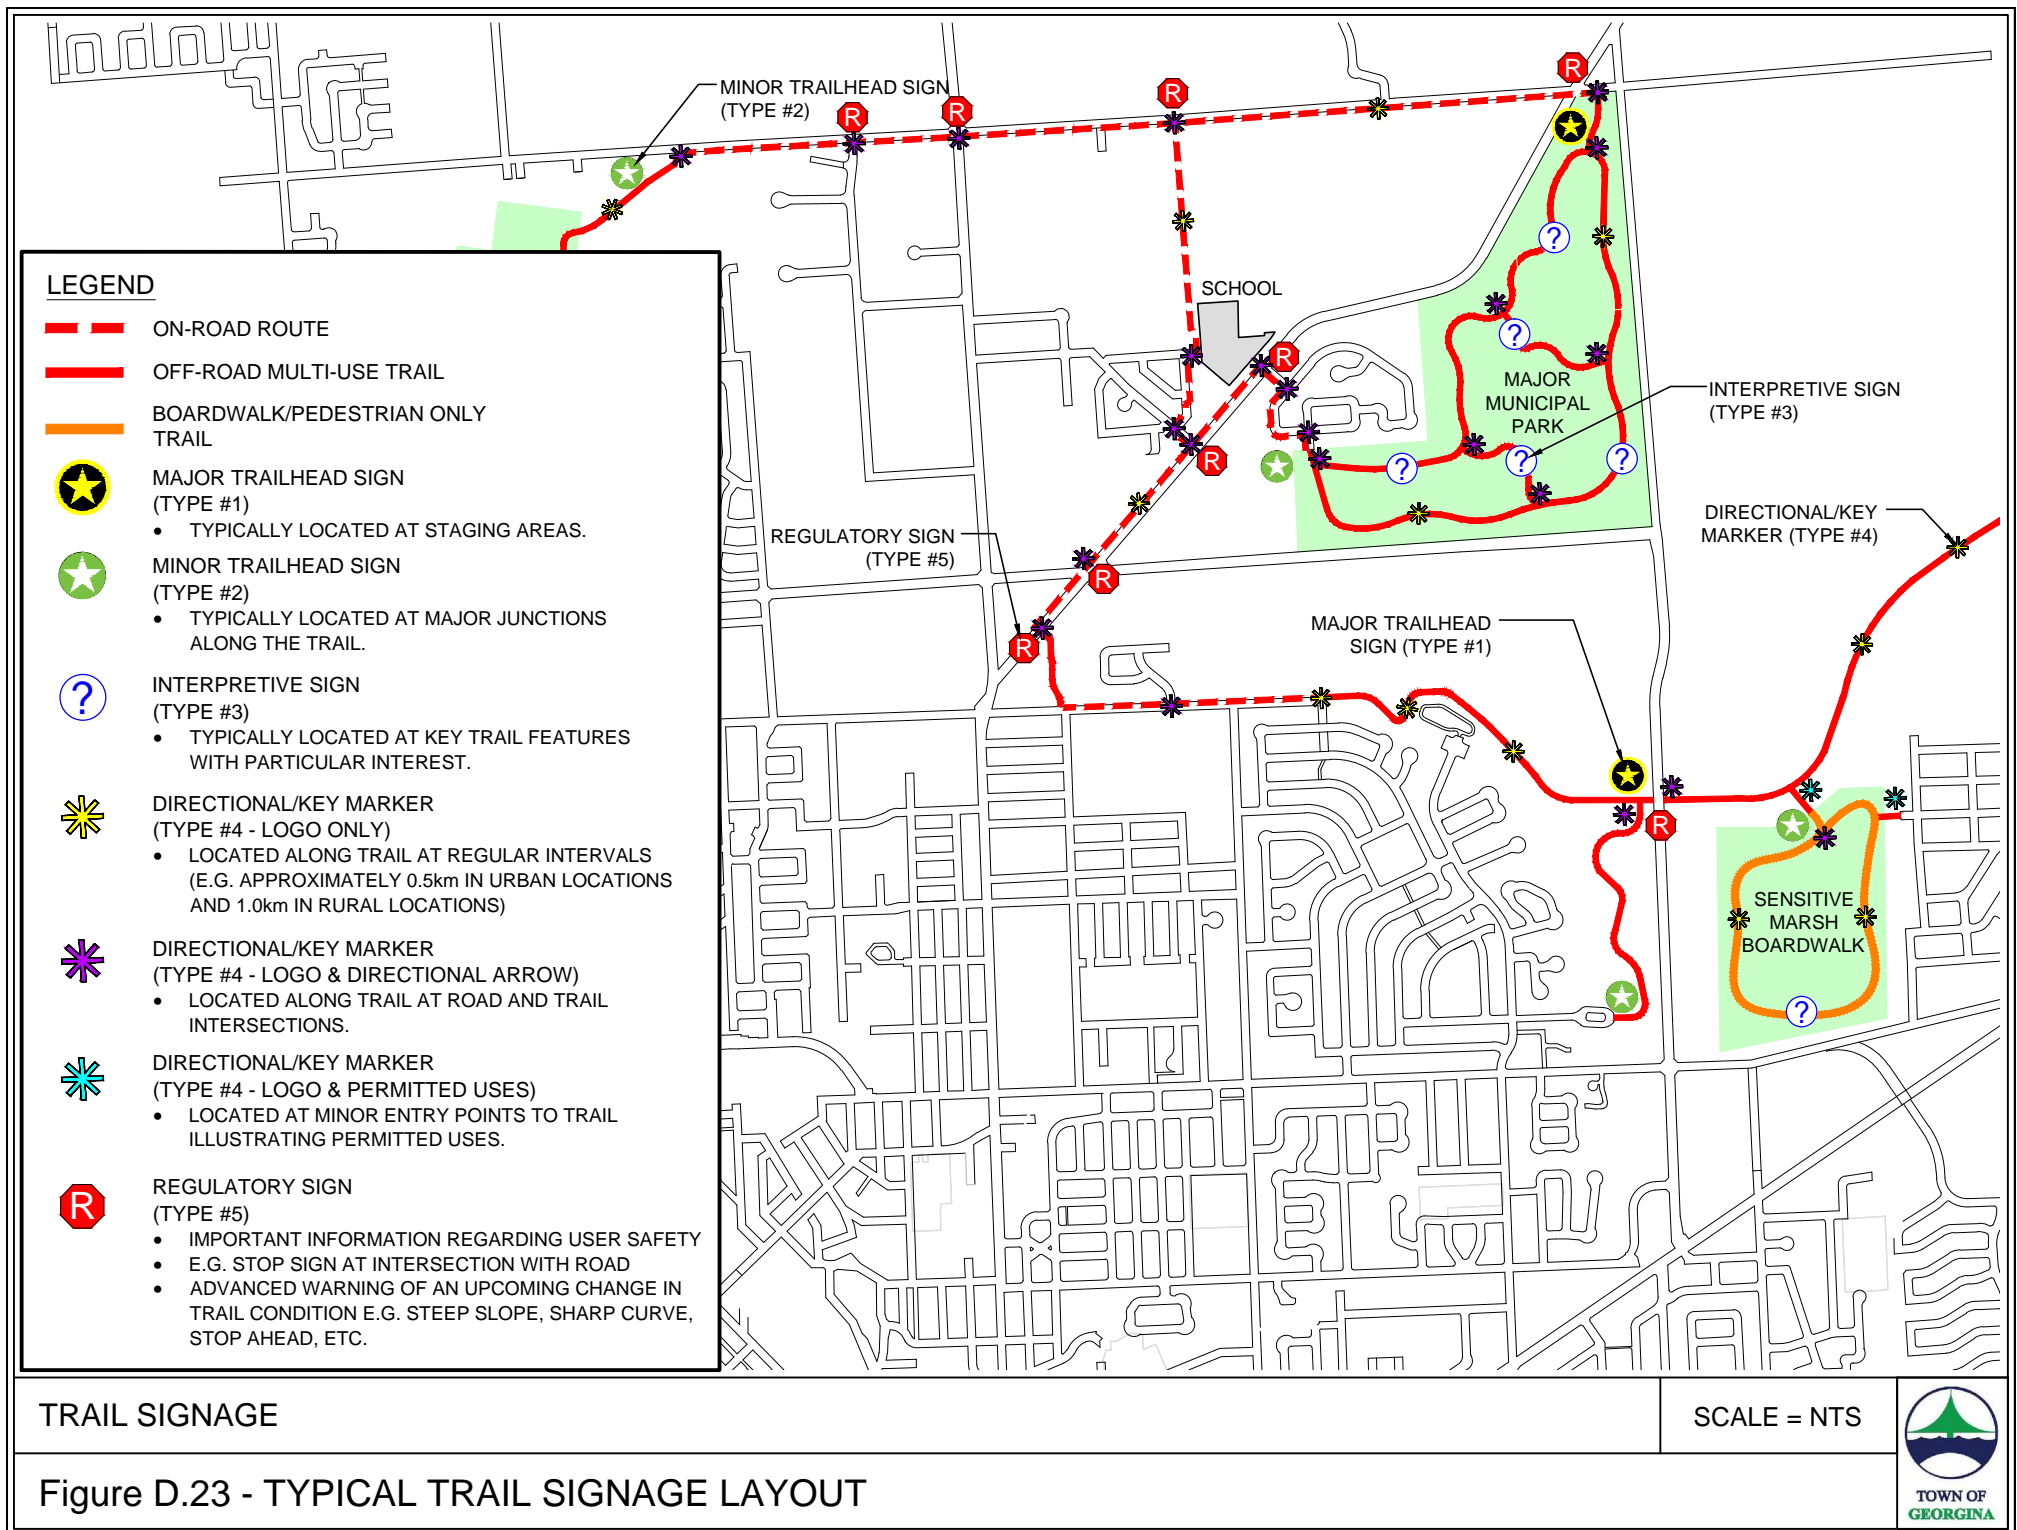 MINOR TRAILHEAD SIGN
(TYPE #2)
R
R
R
R
SCHOOL
R
MAJOR
MUNICIPAL
PARK
INTERPRETIVE SIGN
(TYPE #3)
?
?
?
?
?
R
REGULATORY SIGN
(TYPE #5)
R
R
DIRECTIONAL/KEY
MARKER (TYPE #4)
MAJOR TRAILHEAD
SIGN (TYPE #1)
R
SENSITIVE
MARSH
BOARDWALK
?
LEGEND
ON-ROAD ROUTE
OFF-ROAD MULTI-USE TRAIL
BOARDWALK/PEDESTRIAN ONLY
TRAIL
MAJOR TRAILHEAD SIGN
(TYPE #1)
• TYPICALLY LOCATED AT STAGING AREAS.
MINOR TRAILHEAD SIGN
(TYPE #2)
• TYPICALLY LOCATED AT MAJOR JUNCTIONS
ALONG THE TRAIL.
?
INTERPRETIVE SIGN
(TYPE #3)
• TYPICALLY LOCATED AT KEY TRAIL FEATURES
WITH PARTICULAR INTEREST.
DIRECTIONAL/KEY MARKER
(TYPE #4 - LOGO ONLY)
• LOCATED ALONG TRAIL AT REGULAR INTERVALS
(E.G. APPROXIMATELY 0.5km IN URBAN LOCATIONS
AND 1.0km IN RURAL LOCATIONS)
DIRECTIONAL/KEY MARKER
(TYPE #4 - LOGO & DIRECTIONAL ARROW)
• LOCATED ALONG TRAIL AT ROAD AND TRAIL
INTERSECTIONS.
DIRECTIONAL/KEY MARKER
(TYPE #4 - LOGO & PERMITTED USES)
• LOCATED AT MINOR ENTRY POINTS TO TRAIL
ILLUSTRATING PERMITTED USES.
R
REGULATORY SIGN
(TYPE #5)
• IMPORTANT INFORMATION REGARDING USER SAFETY
• E.G. STOP SIGN AT INTERSECTION WITH ROAD
• ADVANCED WARNING OF AN UPCOMING CHANGE IN
TRAIL CONDITION E.G. STEEP SLOPE, SHARP CURVE,
STOP AHEAD, ETC.
TRAIL SIGNAGE
SCALE = NTS
Figure D.23 - TYPICAL TRAIL SIGNAGE LAYOUT
TOWN OF
GEORGINA